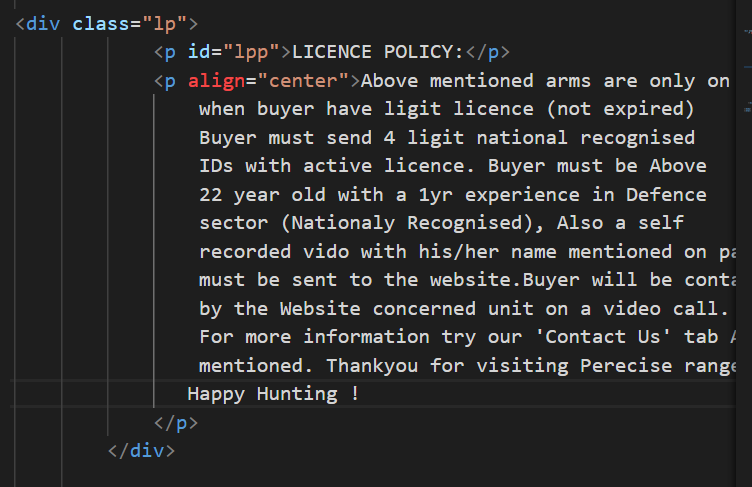 <div class="lp">
<p id="lpp">LICENCE POLICY:</p>
<p align="center">Above mentioned arms are only on
when buyer have ligit licence (not expired)
Buyer must send 4 ligit national recognised
IDs with active licence. Buyer must be Above
22 year old with a 1yr experience in Defence
sector (Nationaly Recognised), Also a self
recorded vido with his/her name mentioned on
must be sent to the website.Buyer will be
by the Website concerned unit on a video call.
For more information try our 'Contact Us' tab
mentioned. Thankyou for visiting Perecise range
Happy Hunting !
</p>
</div>